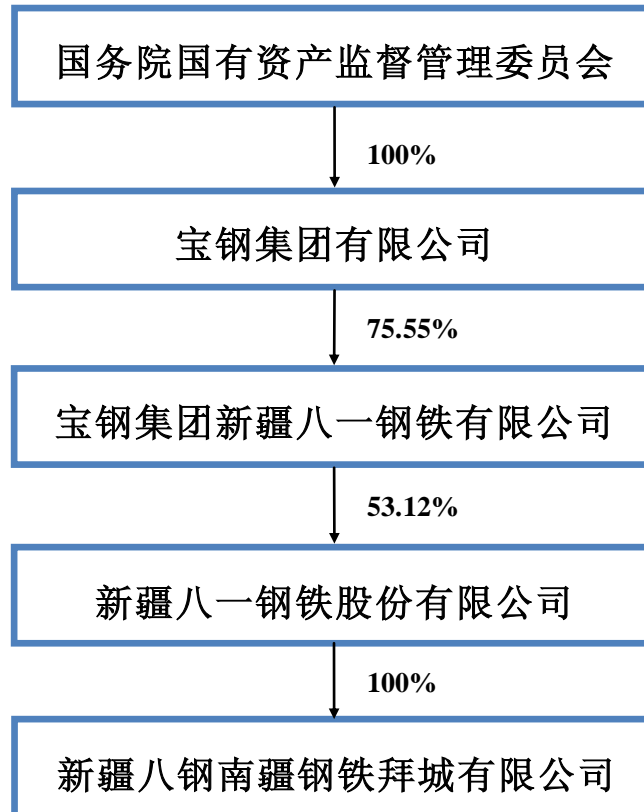 国务院国有资产监督管理委员会
100%
宝钢集团有限公司
75.55%
宝钢集团新疆八一钢铁有限公司
53.12%
新疆八一钢铁股份有限公司
100%
新疆八钢南疆钢铁拜城有限公司